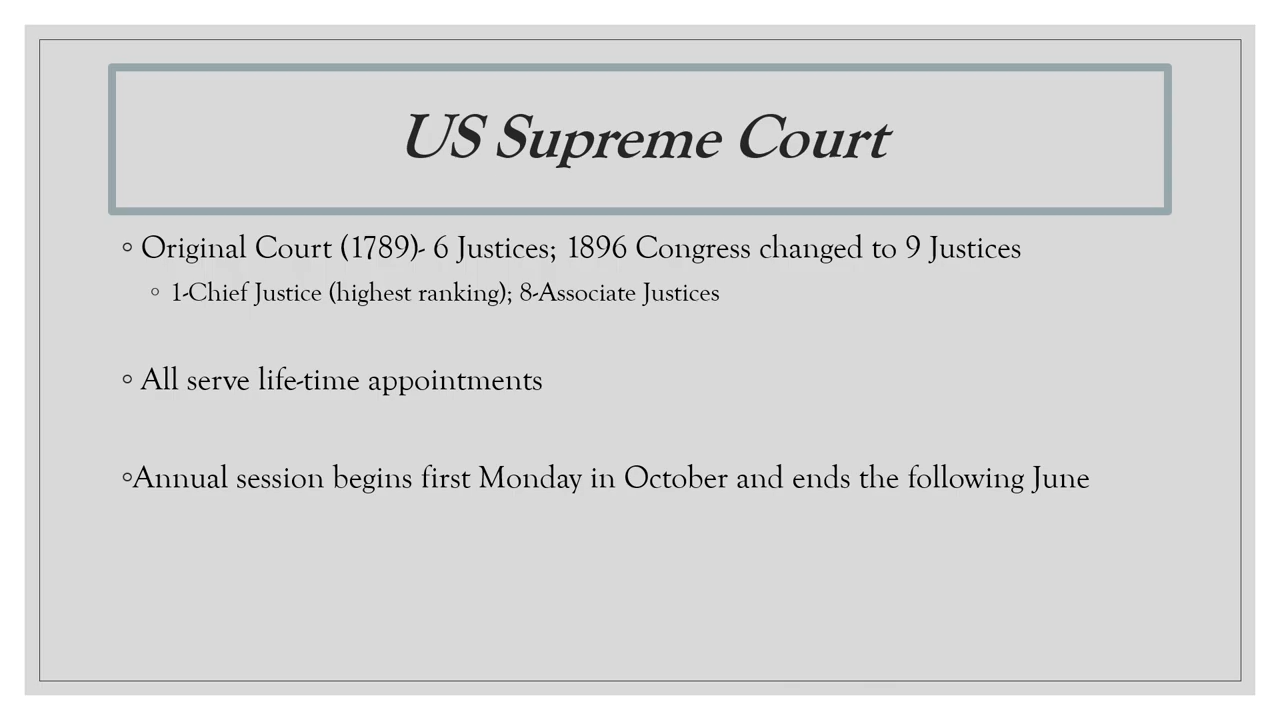 US Supreme Court
◦ Original Court (1789)- 6 Justices; 1896 Congress changed to 9 Justices
◦ 1-Chief Justice (highest ranking); 8-Associate Justices
◦ All serve life-time appointments
◦Annual session begins first Monday in October and ends the following June